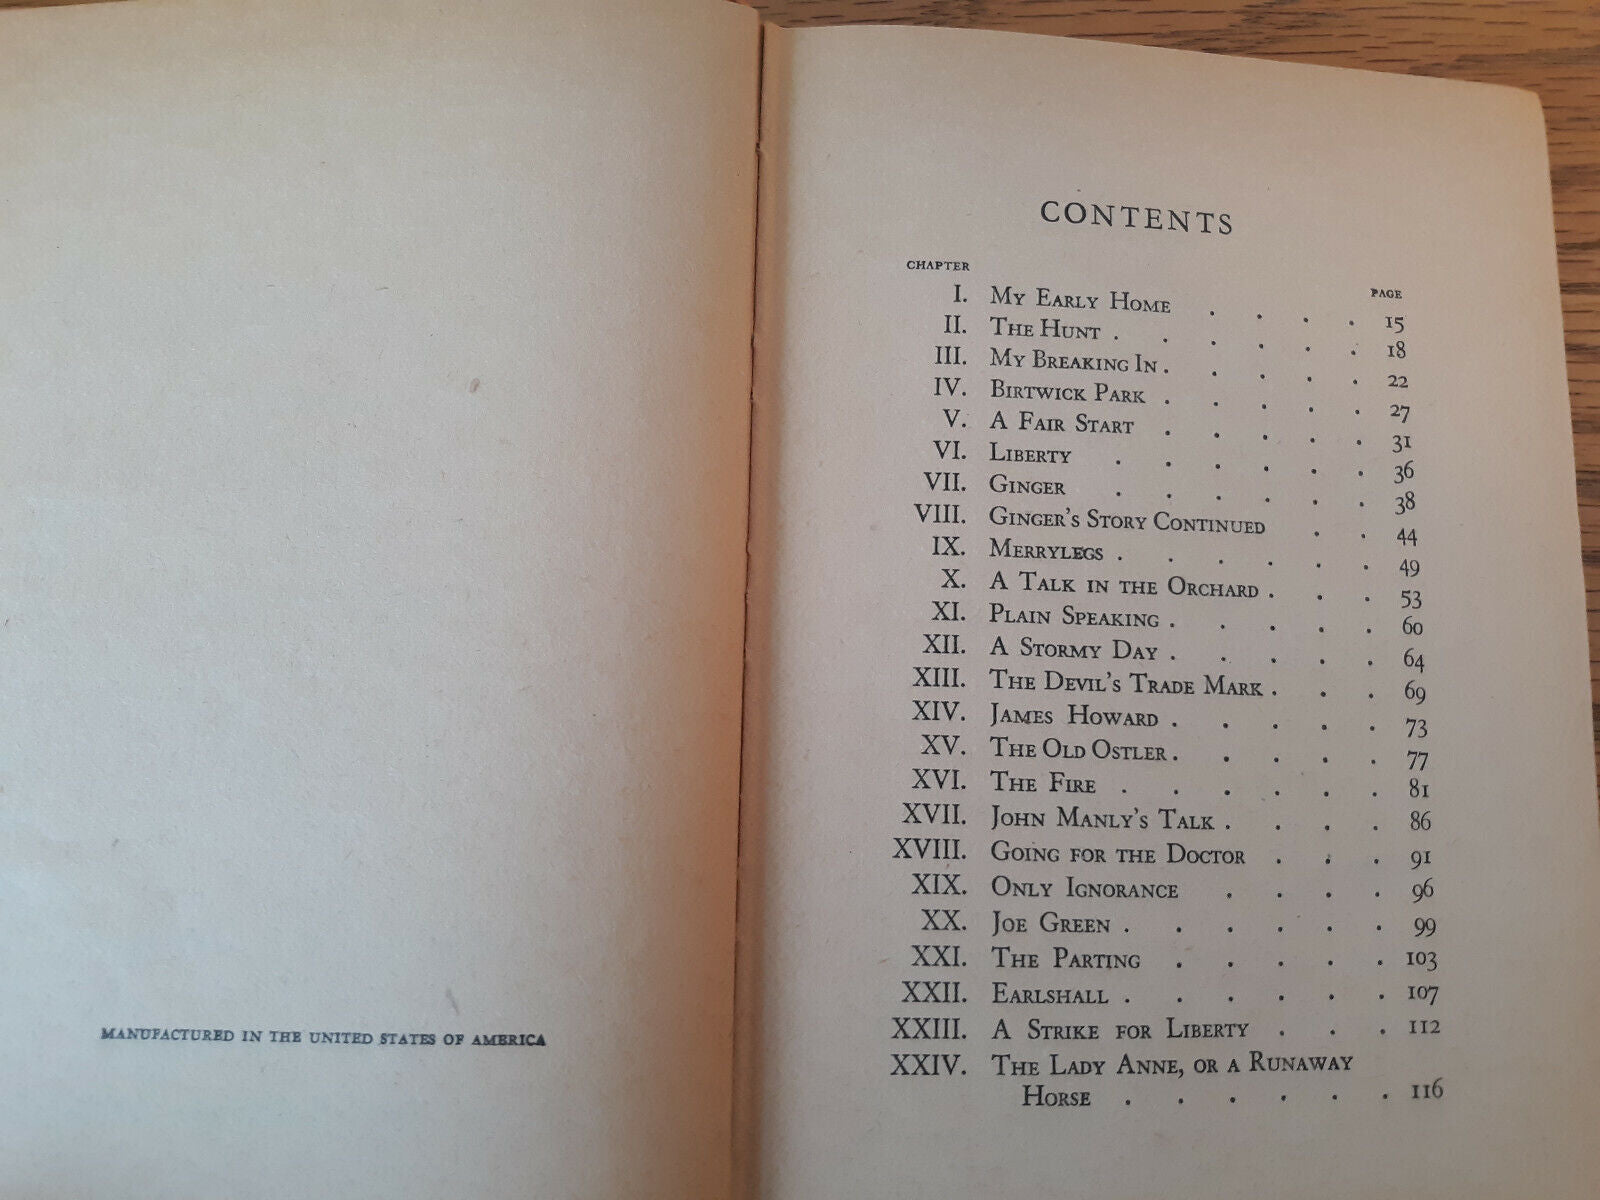 MANUFACTURED IN THE UNITED STATES OF AMERICA
CONTENTS
CHAPTER PAGE
I. MY EARLY HOME . . . . 15
II. THE HUNT . . . . . . 18
III. MY BREAKING IN . . . . . 22
IV. BIRTWICK PARK . . . . . 27
V. A FAIR START . . . . . 31
VI. LIBERTY . . . . . . 36
VII. GINGER . . . . . . 38
VIII. GINGER'S STORY CONTINUED . . 44
IX. MERRYLEGS . . . . . . 49
X. A TALK IN THE ORCHARD . . . 53
XI. PLAIN SPEAKING . . . . . 60
XII. A STORMY DAY . . . . . 64
XIII. THE DEVIL'S TRADE MARK . . . 69
XIV. JAMES HOWARD . . . . . 73
XV. THE OLD OSTLER . . . . . 77
XVI. THE FIRE . . . . . . 81
XVII. JOHN MANLY'S TALK . . . . 86
XVIII. GOING FOR THE DOCTOR . . . 91
XIX. ONLY IGNORANCE . . . . 96
XX. JOE GREEN . . . . . . 99
XXI. THE PARTING . . . . . 103
XXII. EARLSHALL . . . . . . 107
XXIII. A STRIKE FOR LIBERTY . . . 112
XXIV. THE LADY ANNE, OR A RUNAWAY
HORSE . . . . . . 116